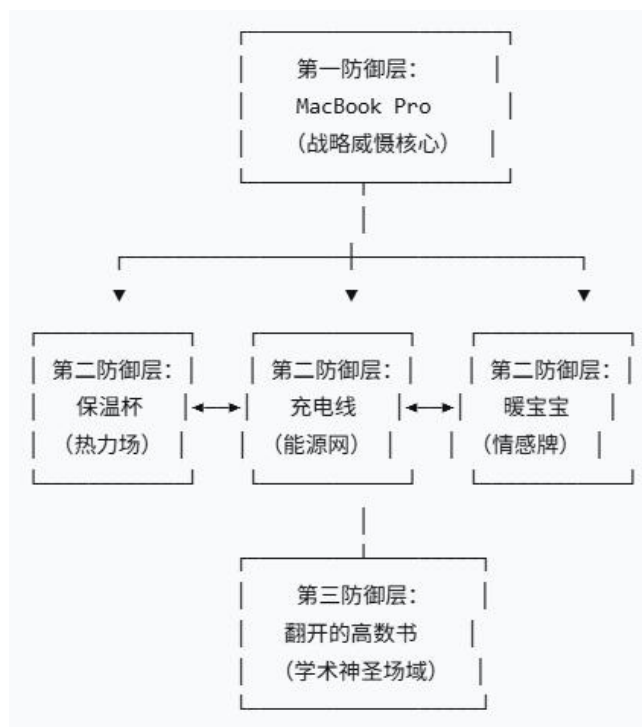 第一防御层：
MacBook Pro
（战略威慑核心）
第二防御层： 第二防御层： 第二防御层：
保温杯 充电线 暖宝宝
（热力场） （能源网） （情感牌）
第三防御层：
翻开的高数书
（学术神圣场域）